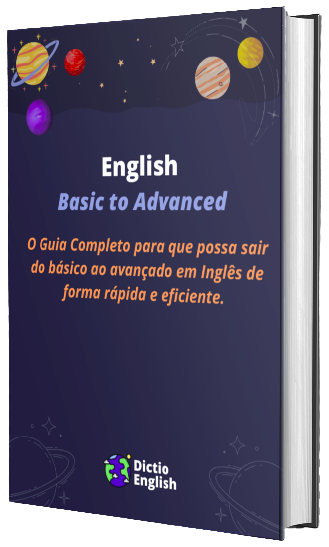 English
Basic to Advanced
O Guia Completo para que possa sair
do básico ao avançado em Inglês de
forma rápida e eficiente.
Dictio
English